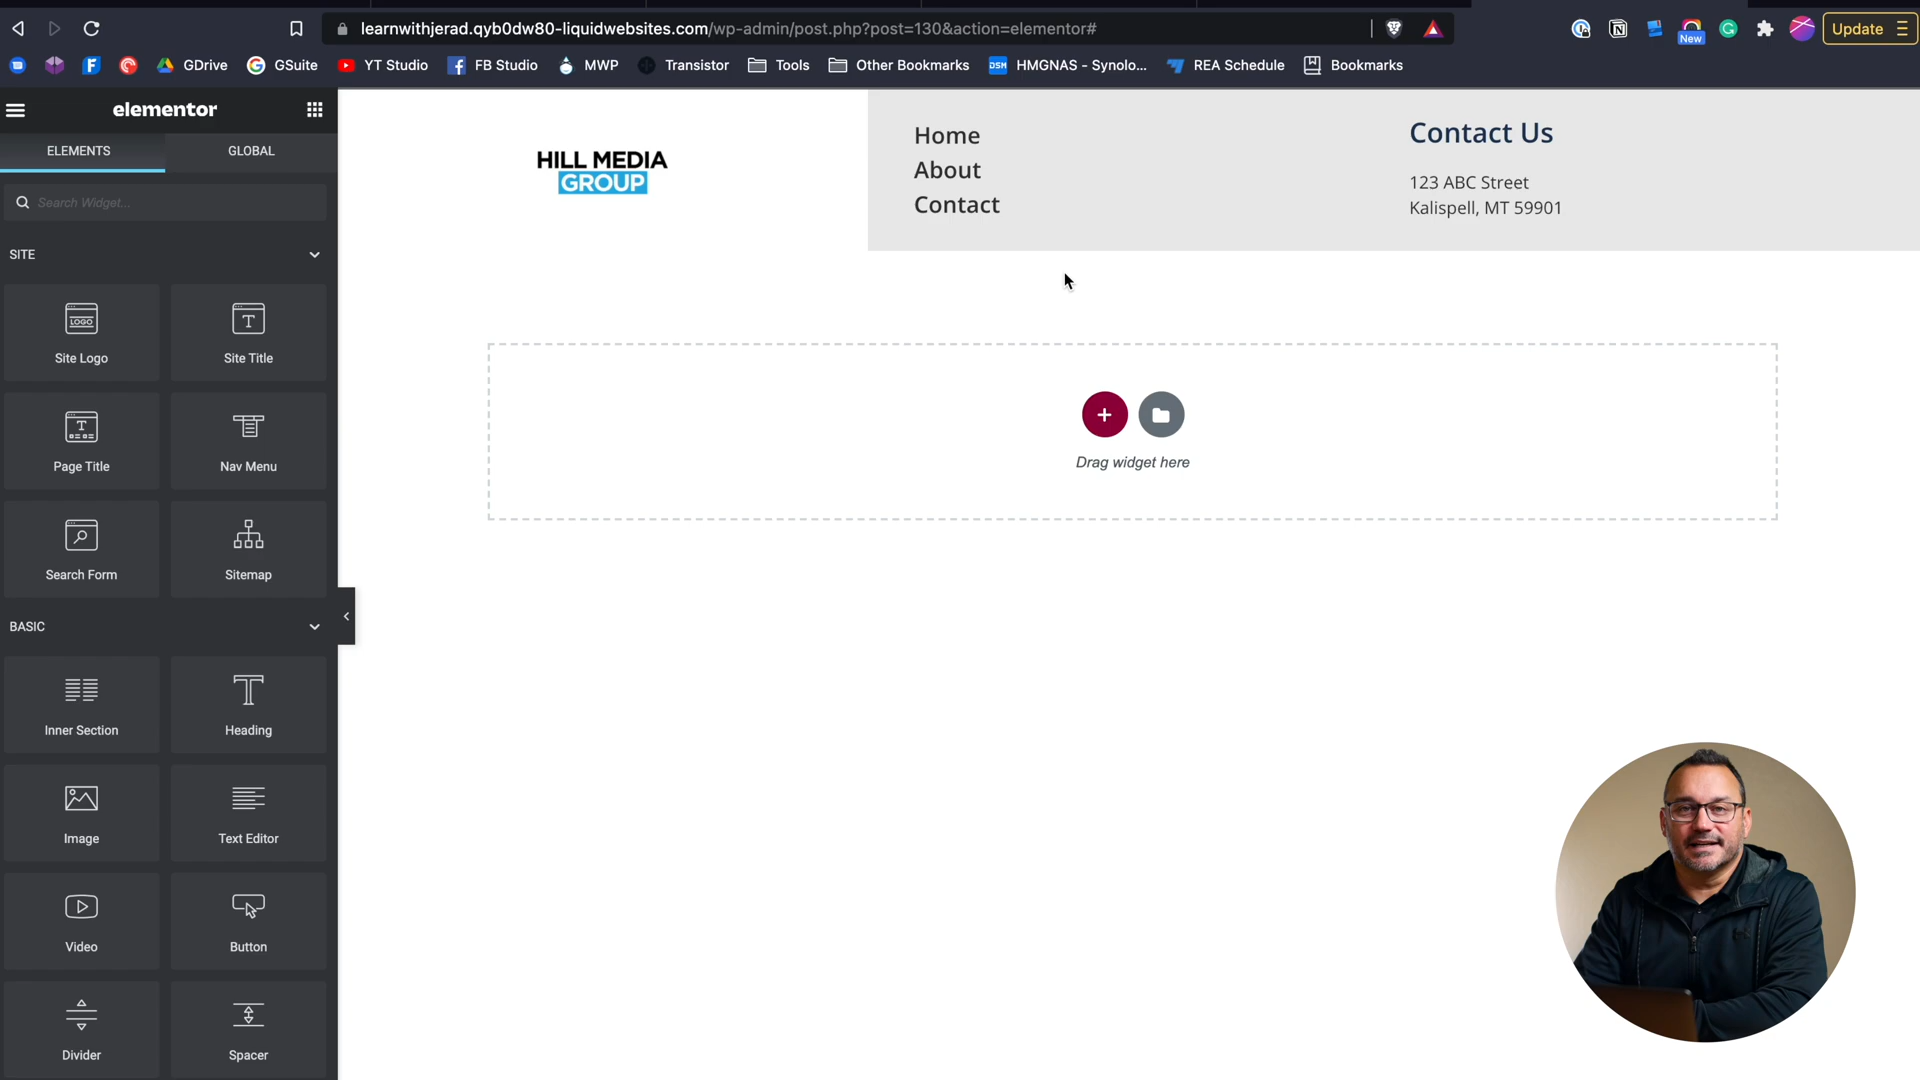 learnwithjerad.qyb0dw80-liquidwebsites.com/wp-admin/post.php?post=130&action=elementor#
New
Update
GDrive
GSuite
YT Studio
FB Studio
MWP
Transistor
Tools
Other Bookmarks
DSM HMGNAS - Synolo...
REA Schedule
Bookmarks
elementor
ELEMENTS
GLOBAL
Search Widget...
SITE
LOGO
Site Logo
Site Title
Page Title
Nav Menu
Search Form
Sitemap
BASIC
Inner Section
Heading
Image
Text Editor
Video
Button
Divider
Spacer
HILL MEDIA
GROUP
Home
About
Contact
Contact Us
123 ABC Street
Kalispell, MT 59901
Drag widget here